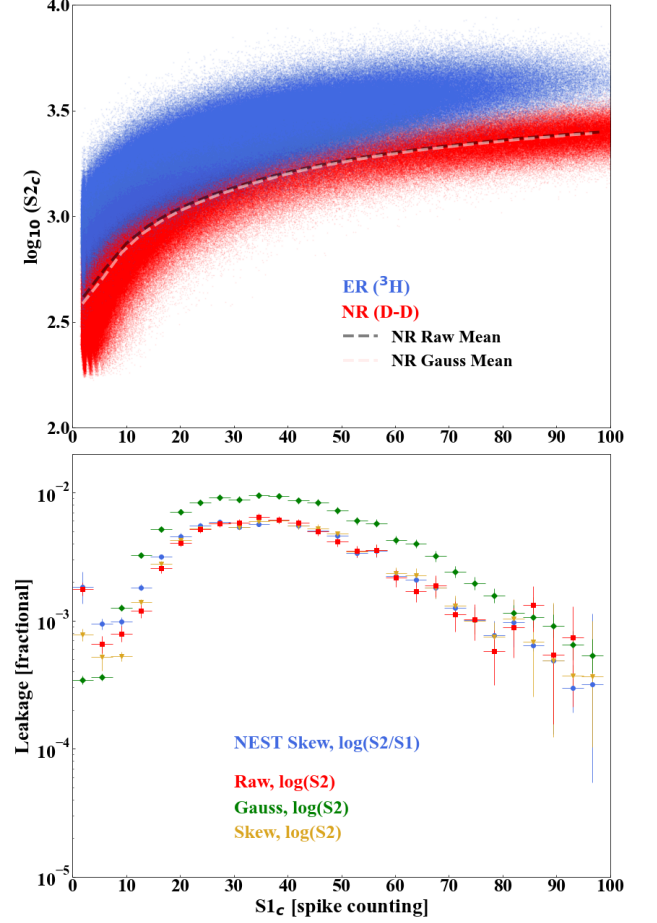 4.0
3.5
3.0
2.5
2.0
log₁₀ (S2c)
ER (³H)
NR (D-D)
NR Raw Mean
NR Gauss Mean
0 10 20 30 40 50 60 70 80 90 100
10⁻²
10⁻³
10⁻⁴
10⁻⁵
Leakage [fractional]
NEST Skew, log(S2/S1)
Raw, log(S2)
Gauss, log(S2)
Skew, log(S2)
0 10 20 30 40 50 60 70 80 90 100
S1c [spike counting]